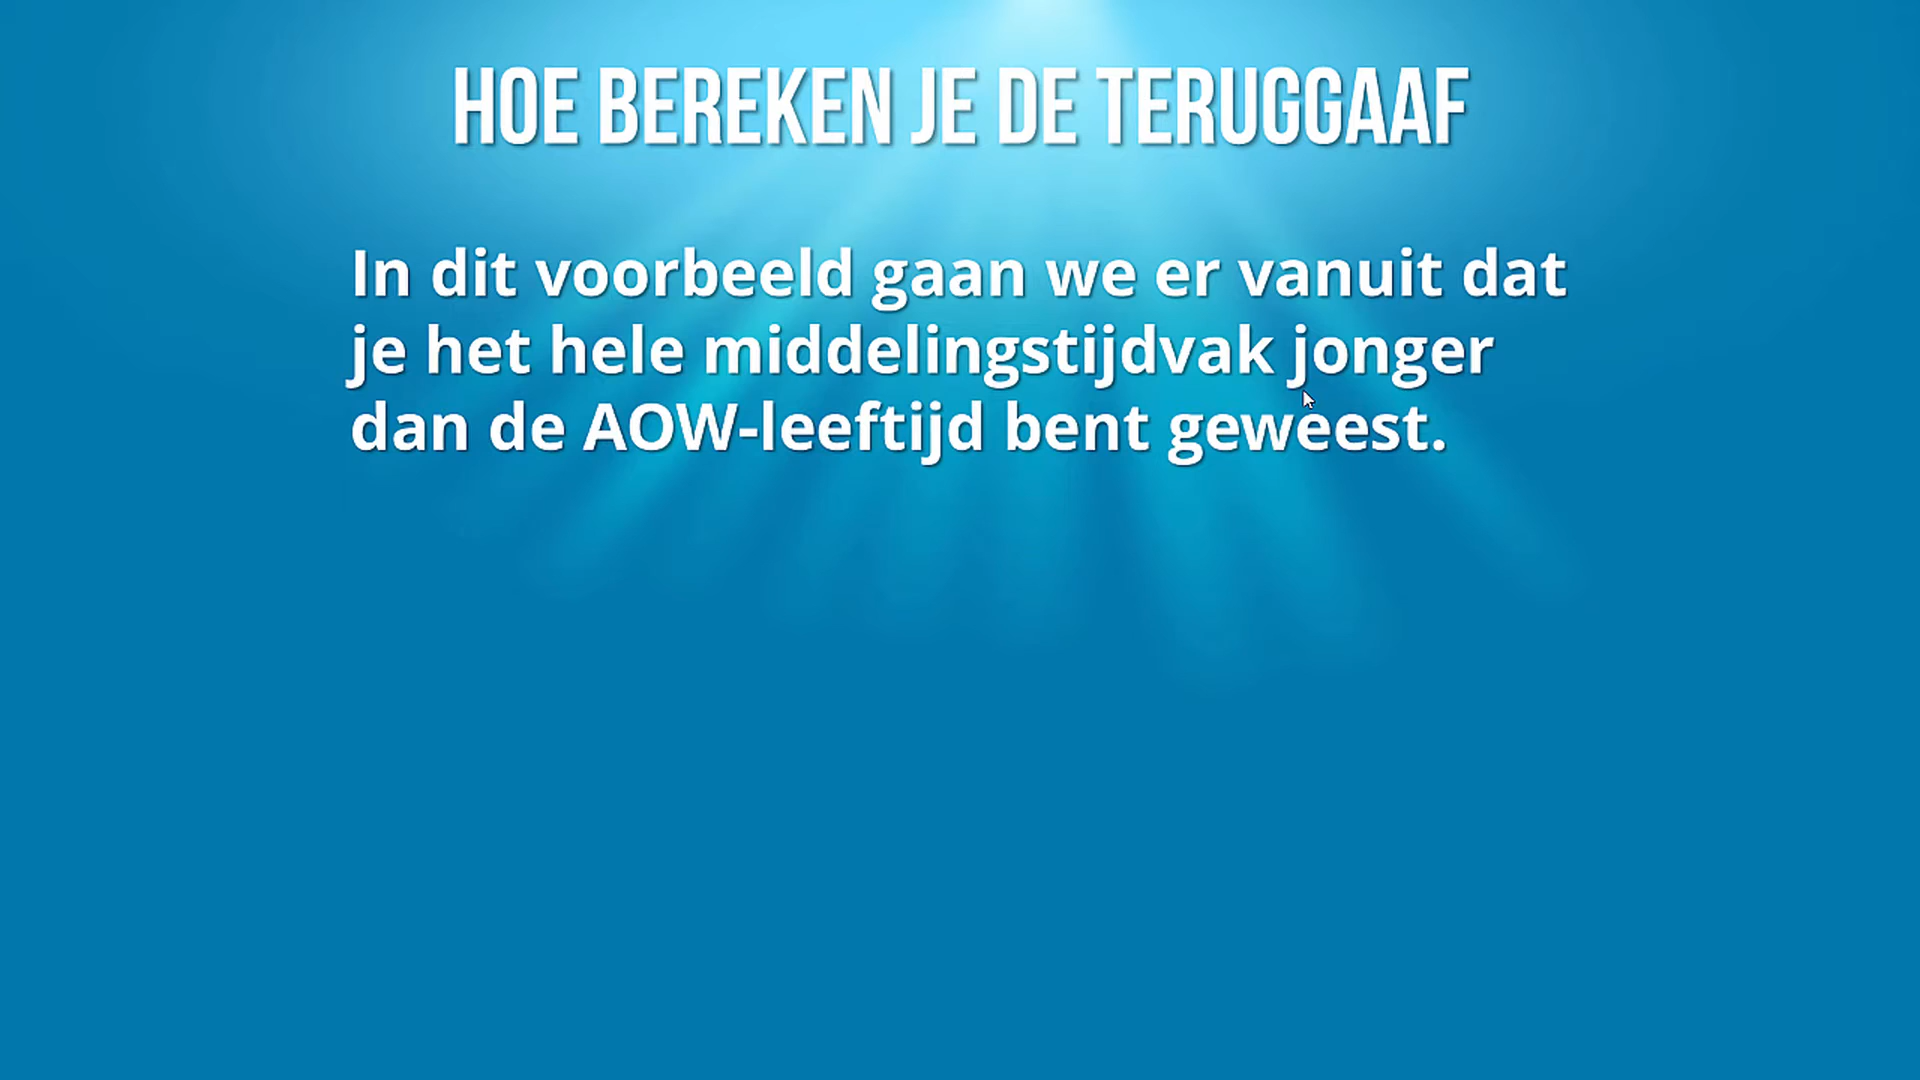 HOE BEREKEN JE DE TERUGGAAF
In dit voorbeeld gaan we er vanuit dat
je het hele middelingstijdvak jonger
dan de AOW-leeftijd bent geweest.